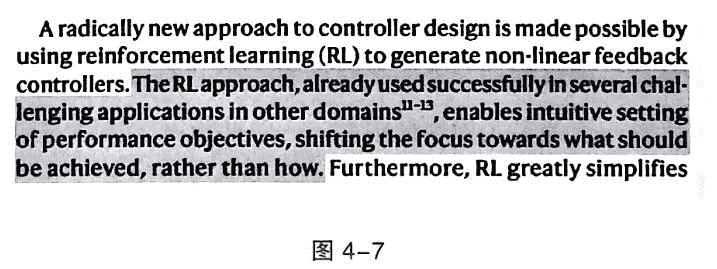 A radically new approach to controller design is made possible by
using reinforcement learning (RL) to generate non-linear feedback
controllers. The RL approach, already used successfully in several chal-
lenging applications in other domains¹¹⁻¹³, enables intuitive setting
of performance objectives, shifting the focus towards what should
be achieved, rather than how. Furthermore, RL greatly simplifies
图 4-7